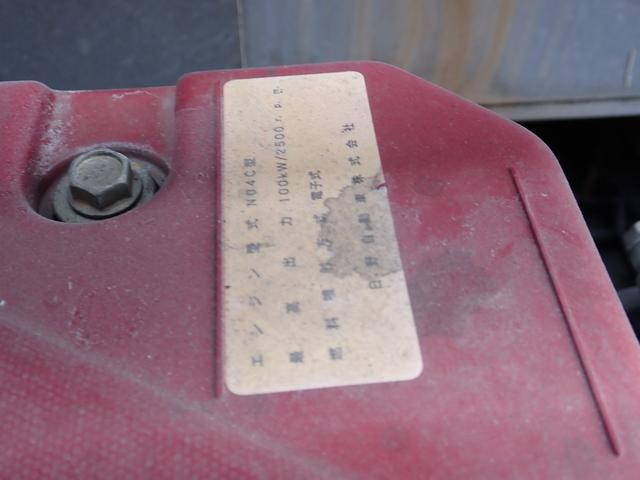 エンジン型式 N04C型
最高出力 100kW/2500r.p.m
燃料噴射方式 電子式
日野自動車株式会社